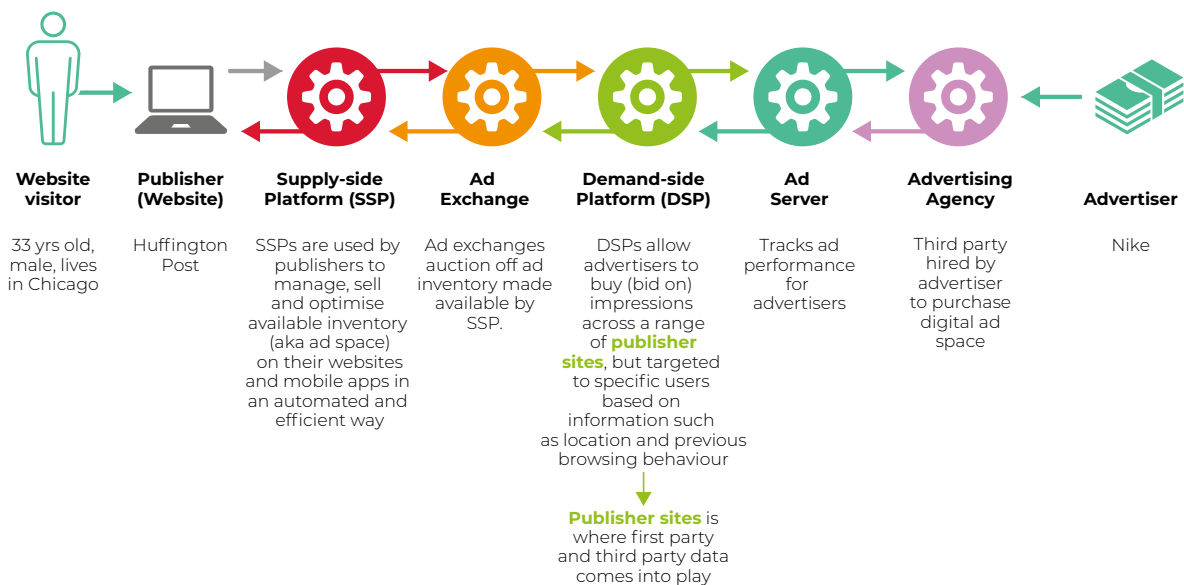 Website
visitor
33 yrs old,
male, lives
in Chicago
Publisher
(Website)
Huffington
Post
Supply-side
Platform (SSP)
SSPs are used by
publishers to
manage, sell
and optimise
available inventory
(aka ad space)
on their websites
and mobile apps in
an automated and
efficient way
Ad
Exchange
Ad exchanges
auction off ad
inventory made
available by
SSP.
Demand-side
Platform (DSP)
DSPs allow
advertisers to
buy (bid on)
impressions
across a range
of publisher
sites, but targeted
to specific users
based on
information such
as location and previous
browsing behaviour
Publisher sites is
where first party
and third party data
comes into play
Ad
Server
Tracks ad
performance
for
advertisers
Advertising
Agency
Third party
hired by
advertiser
to purchase
digital ad
space
Advertiser
Nike